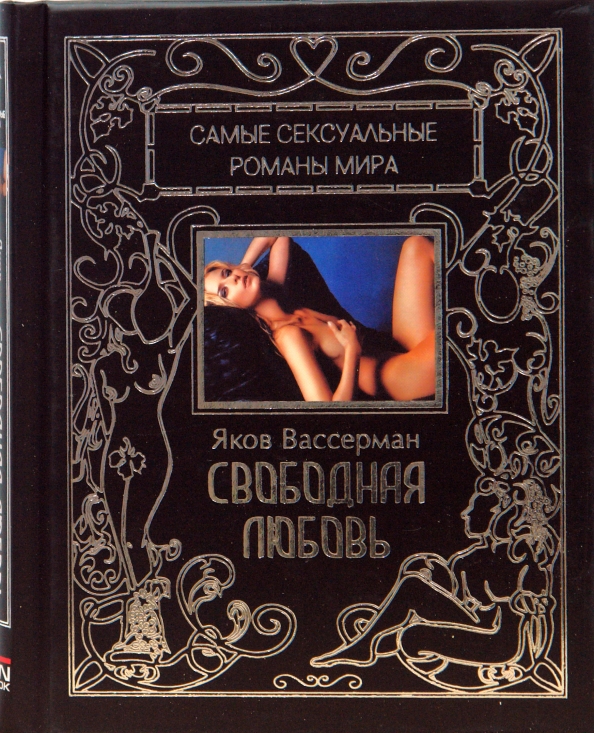 САМЫЕ СЕКСУАЛЬНЫЕ
РОМАНЫ МИРА
Яков Вассерман
СВОБОДНАЯ
ЛЮБОВЬ